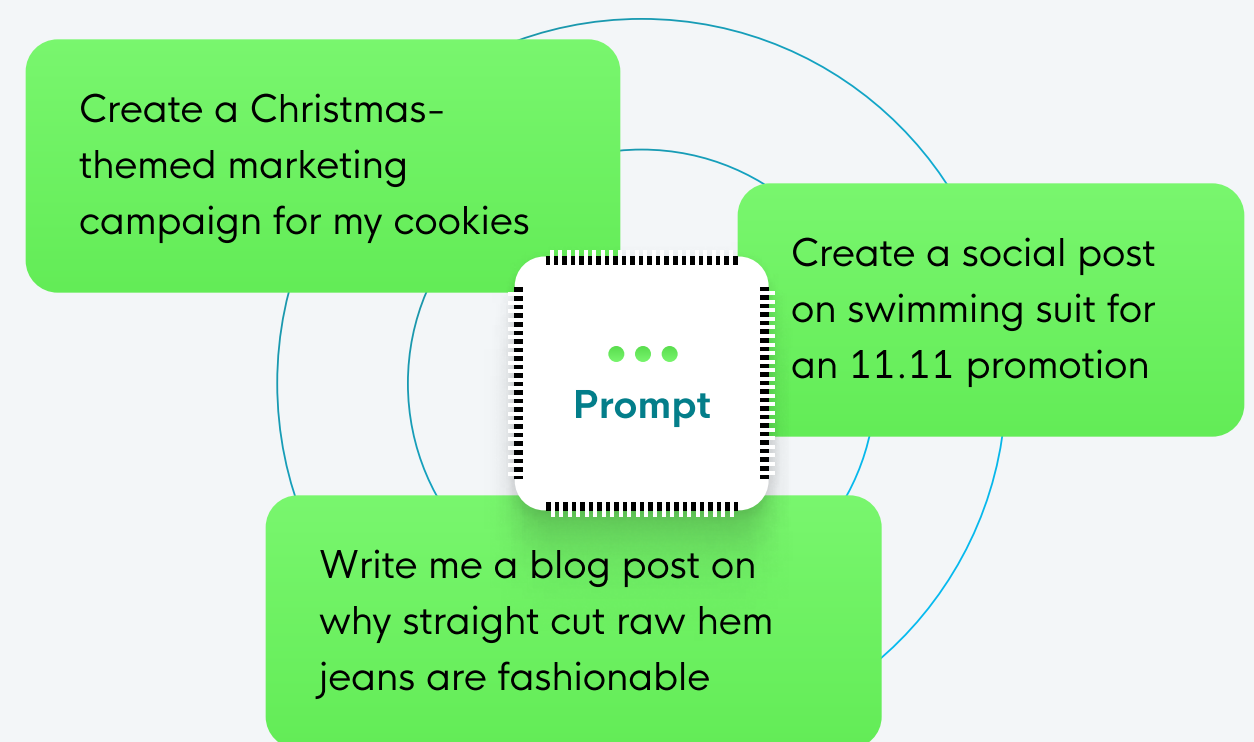 Create a Christmas-
themed marketing
campaign for my cookies
Create a social post
on swimming suit for
an 11.11 promotion
Prompt
Write me a blog post on
why straight cut raw hem
jeans are fashionable